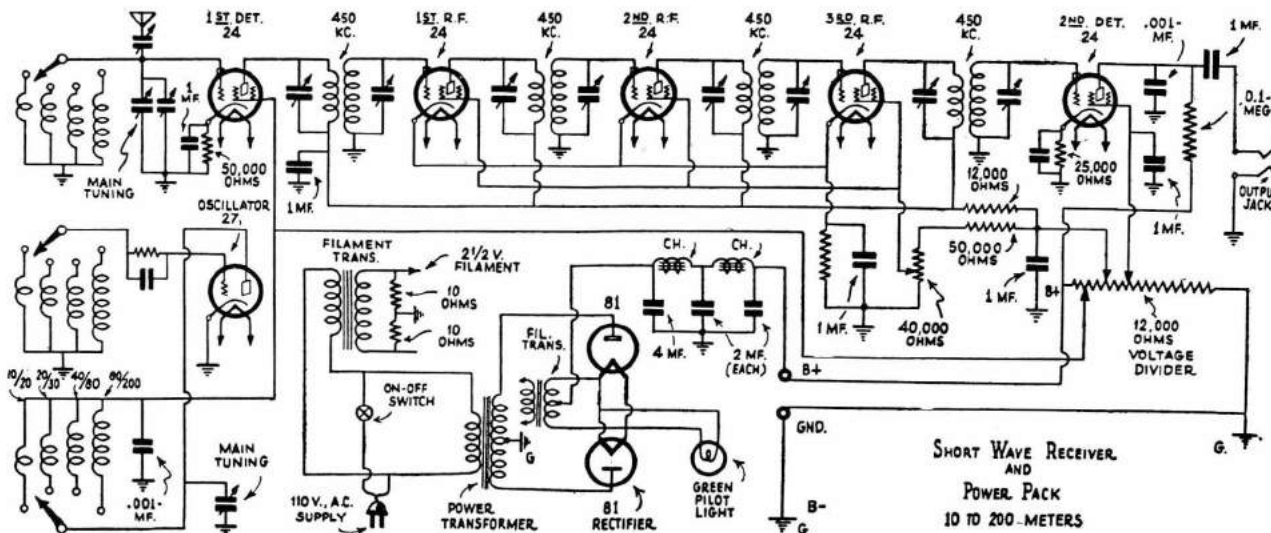 1ST. DET.
24
450
KC.
1ST. R.F.
24
450
KC.
2ND. R.F.
24
450
KC.
3RD. R.F.
24
450
KC.
2ND. DET.
24
.001-
MF.
1 MF.
.1
MF.
MAIN
TUNING
50,000
OHMS
1 MF.
25,000
OHMS
12,000
OHMS
1 MF.
0.1-
MEG.
OUTPUT
JACK
OSCILLATOR
27
FILAMENT
TRANS.
2 1/2 V.
FILAMENT
10
OHMS
10
OHMS
CH.
CH.
81
4 MF.
2 MF.
(EACH)
FIL.
TRANS.
1 MF.
40,000
OHMS
50,000
OHMS
1 MF.
B+
12,000
OHMS
VOLTAGE
DIVIDER
10/20
20/30
40/80
80/200
.001-
MF.
MAIN
TUNING
ON-OFF
SWITCH
110 V., A.C.
SUPPLY
POWER
TRANSFORMER
G
81
RECTIFIER
GREEN
PILOT
LIGHT
B+
GND.
B-
G
G.
SHORT WAVE RECEIVER
AND
POWER PACK
10 TO 200-METERS